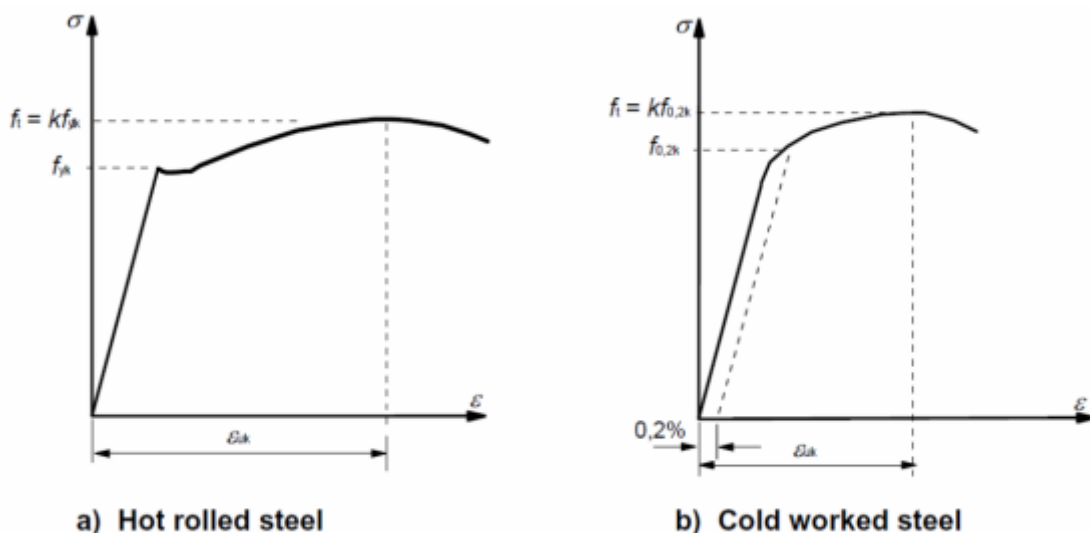 σ
fₜ = kfyk
fyk
ε
εuk
a) Hot rolled steel
σ
fₜ = kf0,2k
f0,2k
ε
0,2%
εuk
b) Cold worked steel